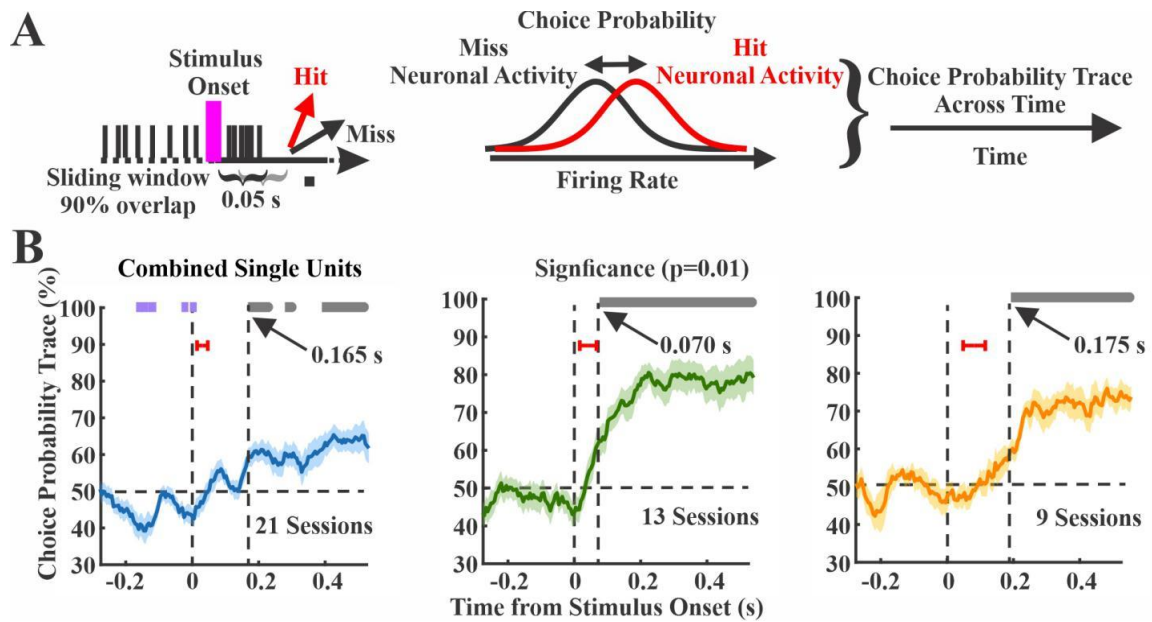 A
Stimulus
Onset
Hit
Miss
Sliding window
90% overlap
0.05 s
Choice Probability
Miss
Neuronal Activity
Hit
Neuronal Activity
Firing Rate
Choice Probability Trace
Across Time
Time
B
Combined Single Units
Signficance (p=0.01)
Choice Probability Trace (%)
100
90
80
70
60
50
40
30
0.165 s
21 Sessions
-0.2
0
0.2
0.4
100
90
80
70
60
50
40
30
0.070 s
13 Sessions
-0.2
0
0.2
0.4
Time from Stimulus Onset (s)
100
90
80
70
60
50
40
30
0.175 s
9 Sessions
-0.2
0
0.2
0.4